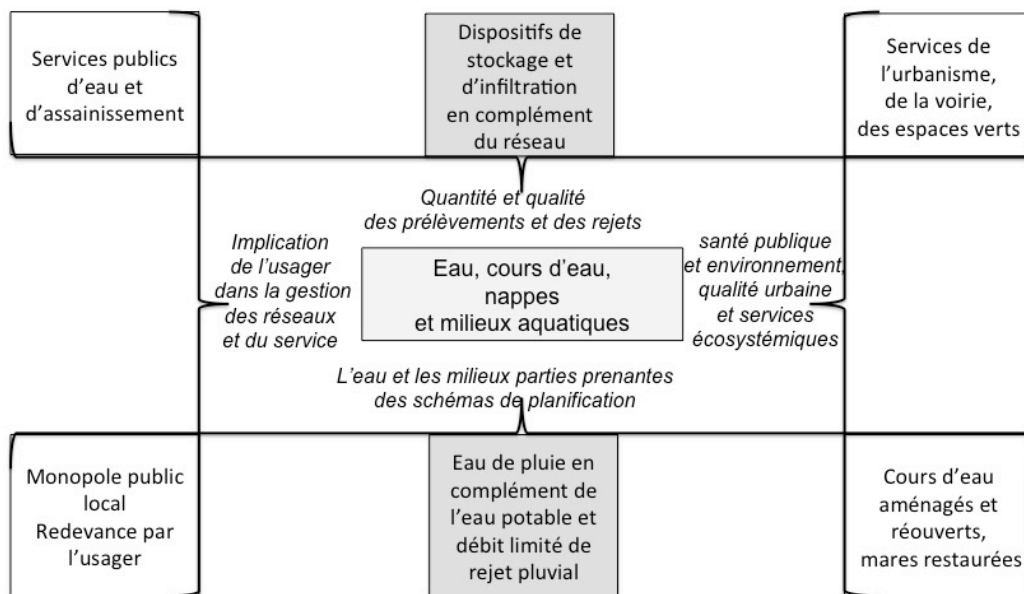 Services publics
d'eau et
d'assainissement
Dispositifs de
stockage et
d'infiltration
en complément
du réseau
Services de
l'urbanisme,
de la voirie,
des espaces verts
Quantité et qualité
des prélèvements et des rejets
Implication
de l'usager
dans la gestion
des réseaux
et du service
Eau, cours d'eau,
nappes
et milieux aquatiques
santé publique
et environnement,
qualité urbaine
et services
écosystémiques
L'eau et les milieux parties prenantes
des schémas de planification
Monopole public
local
Redevance par
l'usager
Eau de pluie en
complément de
l'eau potable et
débit limité de
rejet pluvial
Cours d'eau
aménagés et
réouverts,
mares restaurées